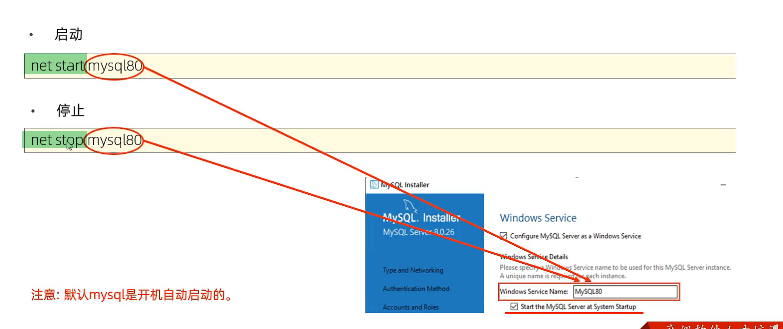 • 启动
net start mysql80
• 停止
net stop mysql80
MySQL Installer
MySQL. Installer
MySQL Server 8.0.26
Type and Networking
Authentication Method
Accounts and Roles
Windows Service
Configure MySQL Server as a Windows Service
Windows Service Details
Please specify a Windows Service name to be used for this MySQL Server instance.
A unique name is required for each instance.
Windows Service Name: MySQL80
Start the MySQL Server at System Startup
注意: 默认mysql是开机自动启动的。